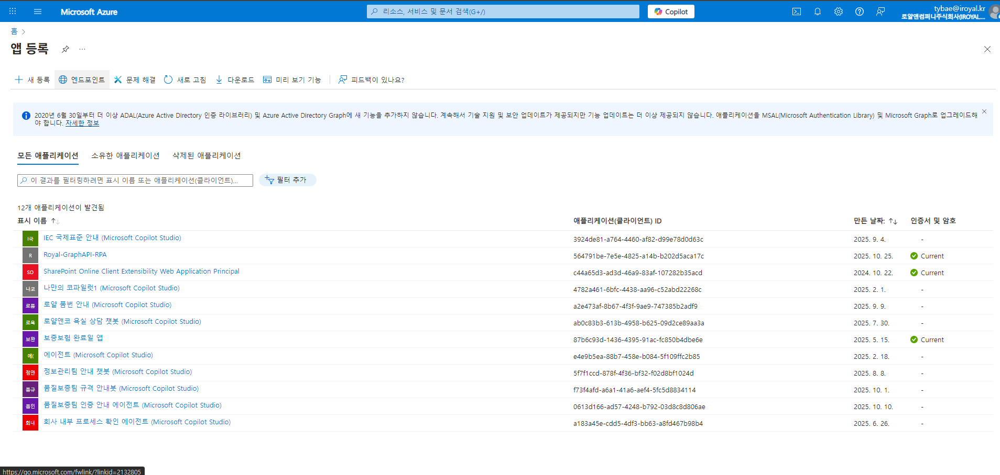 Microsoft Azure
리소스, 서비스 및 문서 검색(G+/)
Copilot
tybae@iroyal.kr
로얄앤컴퍼니주식회사(IROYAL....
홈
앱 등록
새 등록
엔드포인트
문제 해결
새로 고침
다운로드
미리 보기 기능
피드백이 있나요?
2020년 6월 30일부터 더 이상 ADAL(Azure Active Directory 인증 라이브러리) 및 Azure Active Directory Graph에 새 기능을 추가하지 않습니다. 계속해서 기술 지원 및 보안 업데이트가 제공되지만 기능 업데이트는 더 이상 제공되지 않습니다. 애플리케이션을 MSAL(Microsoft Authentication Library) 및 Microsoft Graph로 업그레이드해
야 합니다. 자세한 정보
모든 애플리케이션 소유한 애플리케이션 삭제된 애플리케이션
이 결과를 필터링하려면 표시 이름 또는 애플리케이션(클라이언트)...
필터 추가
12개 애플리케이션이 발견됨
표시 이름 애플리케이션(클라이언트) ID 만든 날짜: 인증서 및 암호
I국 IEC 국제표준 안내 (Microsoft Copilot Studio) 3924de81-a764-4460-af82-d99e78d0d63c 2025. 9. 4. -
R Royal-GraphAPI-RPA 564791be-7e5e-4825-a14b-b202d5aca17c 2025. 10. 25. Current
SO SharePoint Online Client Extensibility Web Application Principal c44a65d3-ad3d-46a9-83af-107282b35acd 2024. 10. 22. Current
나코 나만의 코파일럿1 (Microsoft Copilot Studio) 4782a461-6bfc-4438-aa96-c52abd22268c 2025. 2. 1. -
로품 로얄 품번 안내 (Microsoft Copilot Studio) a2e473af-8b67-4f3f-9ae9-747385b2adf9 2025. 9. 9. -
로욕 로얄앤코 욕실 상담 챗봇 (Microsoft Copilot Studio) ab0c83b3-613b-4958-b625-09d2ce89aa3a 2025. 7. 30. -
보완 보증보험 완료일 앱 87b6c93d-1436-4395-91ac-fc850b4dbe6e 2025. 5. 15. Current
에( 에이전트 (Microsoft Copilot Studio) e4e9b5ea-88b7-458e-b084-5f109ffc2b85 2025. 2. 18. -
정안 정보관리팀 안내 챗봇 (Microsoft Copilot Studio) 5f7f1ccd-878f-4f36-bf32-f02d8bf1024d 2025. 8. 8. -
품규 품질보증팀 규격 안내봇 (Microsoft Copilot Studio) f73f4afd-a6a1-41a6-aef4-5fc5d8834114 2025. 10. 1. -
품인 품질보증팀 인증 안내 에이전트 (Microsoft Copilot Studio) 0613d166-ad57-4248-b792-03d8c8d806ae 2025. 10. 10. -
회내 회사 내부 프로세스 확인 에이전트 (Microsoft Copilot Studio) a183a45e-cdd5-4df3-bb63-a8fd467b98b4 2025. 6. 26. -
https://go.microsoft.com/fwlink/?linkid=2132805